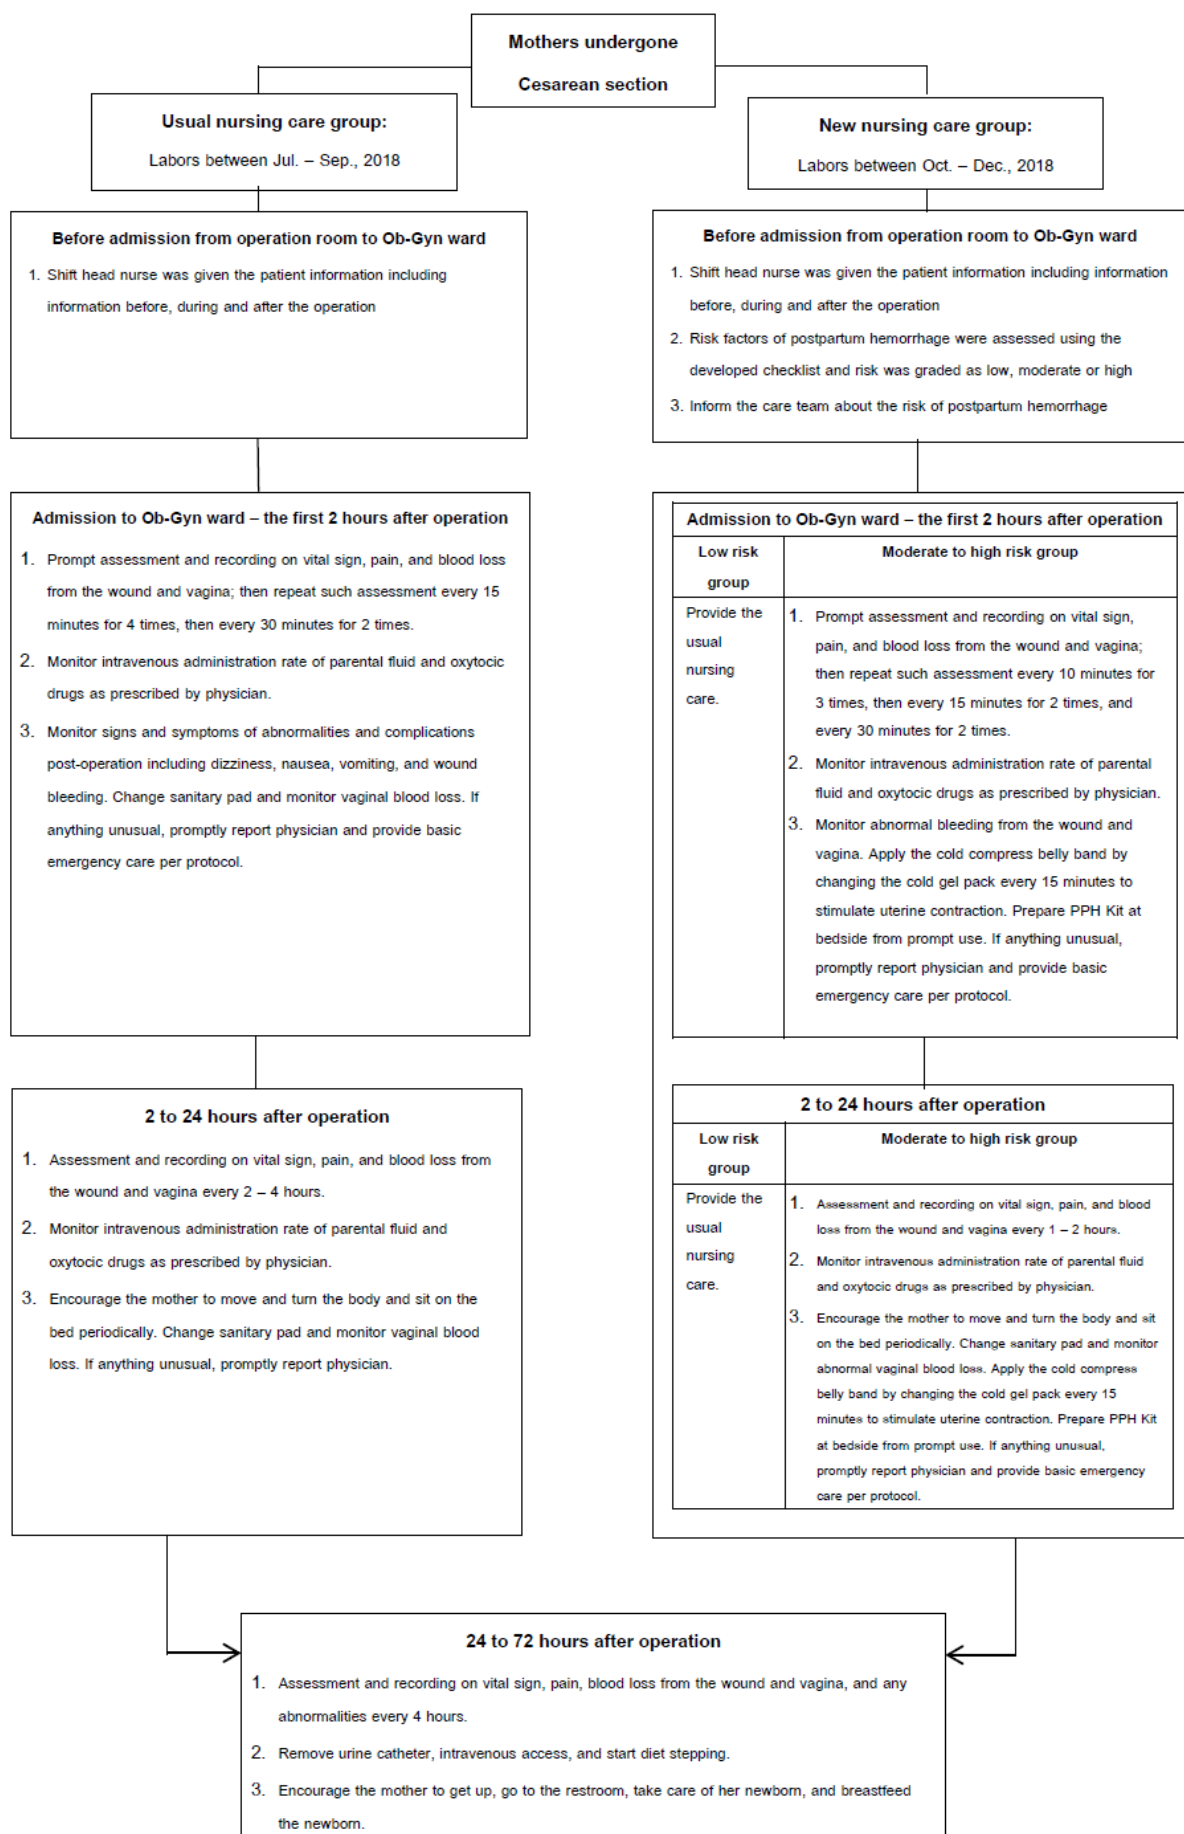 Mothers undergone
Cesarean section
Usual nursing care group:
Labors between Jul. – Sep., 2018
New nursing care group:
Labors between Oct. – Dec., 2018
Before admission from operation room to Ob-Gyn ward
1. Shift head nurse was given the patient information including
information before, during and after the operation
Before admission from operation room to Ob-Gyn ward
1. Shift head nurse was given the patient information including information
before, during and after the operation
2. Risk factors of postpartum hemorrhage were assessed using the
developed checklist and risk was graded as low, moderate or high
3. Inform the care team about the risk of postpartum hemorrhage
Admission to Ob-Gyn ward – the first 2 hours after operation
1. Prompt assessment and recording on vital sign, pain, and blood loss
from the wound and vagina; then repeat such assessment every 15
minutes for 4 times, then every 30 minutes for 2 times.
2. Monitor intravenous administration rate of parental fluid and oxytocic
drugs as prescribed by physician.
3. Monitor signs and symptoms of abnormalities and complications
post-operation including dizziness, nausea, vomiting, and wound
bleeding. Change sanitary pad and monitor vaginal blood loss. If
anything unusual, promptly report physician and provide basic
emergency care per protocol.
Admission to Ob-Gyn ward – the first 2 hours after operation
Low risk
group
Moderate to high risk group
Provide the
usual
nursing
care.
1. Prompt assessment and recording on vital sign,
pain, and blood loss from the wound and vagina;
then repeat such assessment every 10 minutes for
3 times, then every 15 minutes for 2 times, and
every 30 minutes for 2 times.
2. Monitor intravenous administration rate of parental
fluid and oxytocic drugs as prescribed by physician.
3. Monitor abnormal bleeding from the wound and
vagina. Apply the cold compress belly band by
changing the cold gel pack every 15 minutes to
stimulate uterine contraction. Prepare PPH Kit at
bedside from prompt use. If anything unusual,
promptly report physician and provide basic
emergency care per protocol.
2 to 24 hours after operation
1. Assessment and recording on vital sign, pain, and blood loss from
the wound and vagina every 2 – 4 hours.
2. Monitor intravenous administration rate of parental fluid and
oxytocic drugs as prescribed by physician.
3. Encourage the mother to move and turn the body and sit on the
bed periodically. Change sanitary pad and monitor vaginal blood
loss. If anything unusual, promptly report physician.
2 to 24 hours after operation
Low risk
group
Moderate to high risk group
Provide the
usual
nursing
care.
1. Assessment and recording on vital sign, pain, and blood
loss from the wound and vagina every 1 – 2 hours.
2. Monitor intravenous administration rate of parental fluid
and oxytocic drugs as prescribed by physician.
3. Encourage the mother to move and turn the body and sit
on the bed periodically. Change sanitary pad and monitor
abnormal vaginal blood loss. Apply the cold compress
belly band by changing the cold gel pack every 15
minutes to stimulate uterine contraction. Prepare PPH Kit
at bedside from prompt use. If anything unusual,
promptly report physician and provide basic emergency
care per protocol.
24 to 72 hours after operation
1. Assessment and recording on vital sign, pain, blood loss from the wound and vagina, and any
abnormalities every 4 hours.
2. Remove urine catheter, intravenous access, and start diet stepping.
3. Encourage the mother to get up, go to the restroom, take care of her newborn, and breastfeed
the newborn.